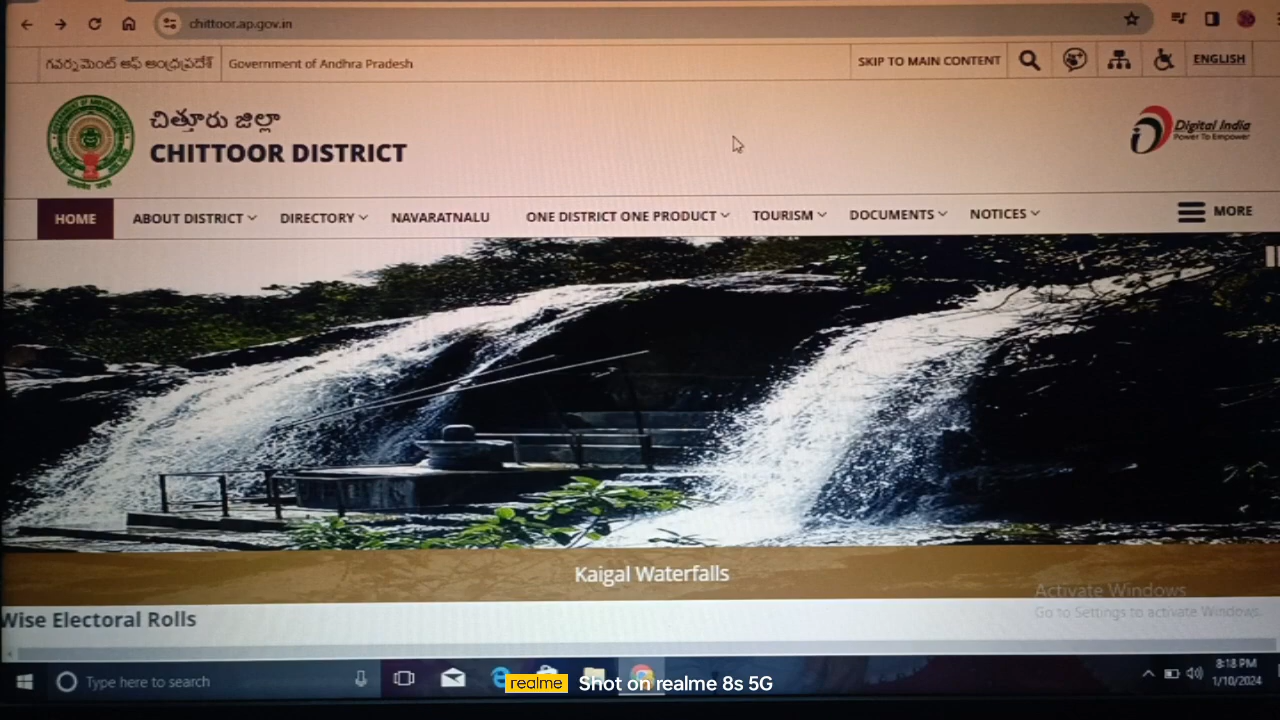 chittoor.ap.gov.in
గవర్నమెంట్ ఆఫ్ ఆంధ్రప్రదేశ్ Government of Andhra Pradesh SKIP TO MAIN CONTENT ENGLISH
చిత్తూరు జిల్లా
CHITTOOR DISTRICT
Digital India
Power To Empower
HOME ABOUT DISTRICT DIRECTORY NAVARATNALU ONE DISTRICT ONE PRODUCT TOURISM DOCUMENTS NOTICES MORE
Kaigal Waterfalls
Activate Windows
Go to Settings to activate Windows.
Wise Electoral Rolls
Type here to search
8:18 PM
1/10/2024
realme Shot on realme 8s 5G